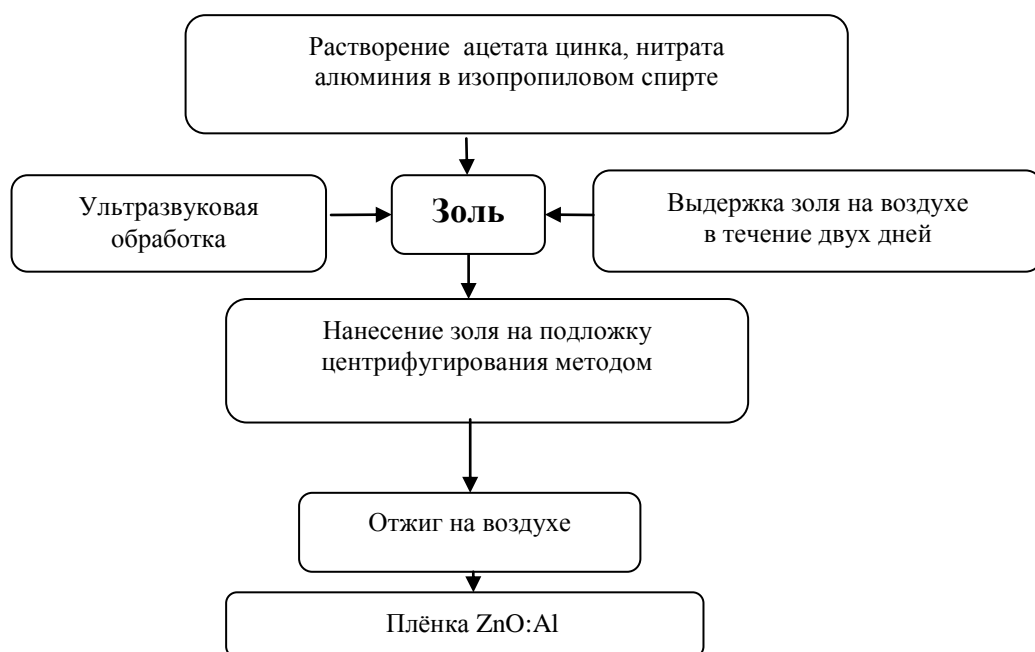 Растворение ацетата цинка, нитрата
алюминия в изопропиловом спирте
Ультразвуковая
обработка
Золь
Выдержка золя на воздухе
в течение двух дней
Нанесение золя на подложку
центрифугирования методом
Отжиг на воздухе
Плёнка ZnO:Al